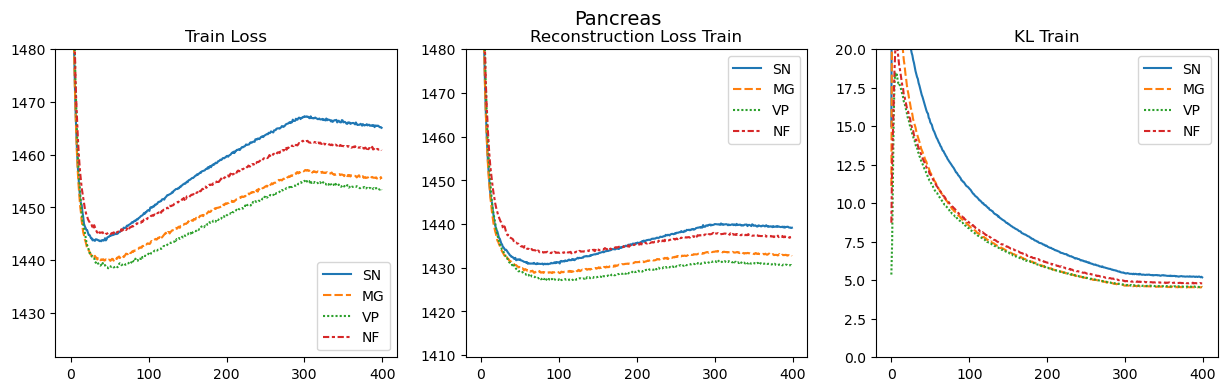 Pancreas
Train Loss
1480
1470
1460
1450
1440
1430
0 100 200 300 400
SN
MG
VP
NF
Reconstruction Loss Train
1480
1470
1460
1450
1440
1430
1420
1410
0 100 200 300 400
SN
MG
VP
NF
KL Train
20.0
17.5
15.0
12.5
10.0
7.5
5.0
2.5
0.0
0 100 200 300 400
SN
MG
VP
NF